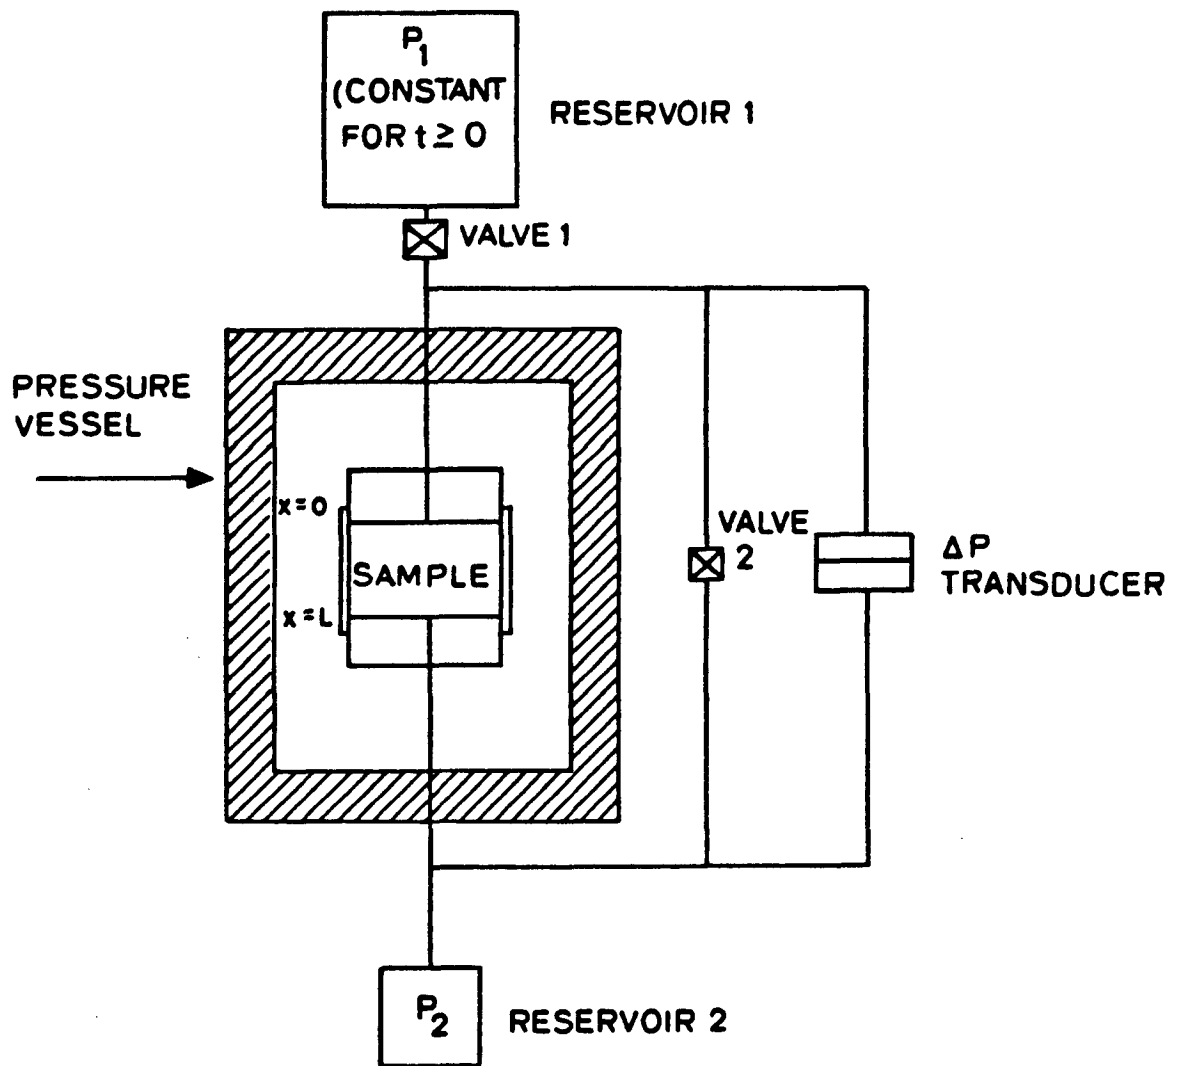 P1
(CONSTANT
FOR t ≥ 0
RESERVOIR 1
VALVE 1
PRESSURE
VESSEL
x=0
SAMPLE
x=L
VALVE
2
ΔP
TRANSDUCER
P2
RESERVOIR 2